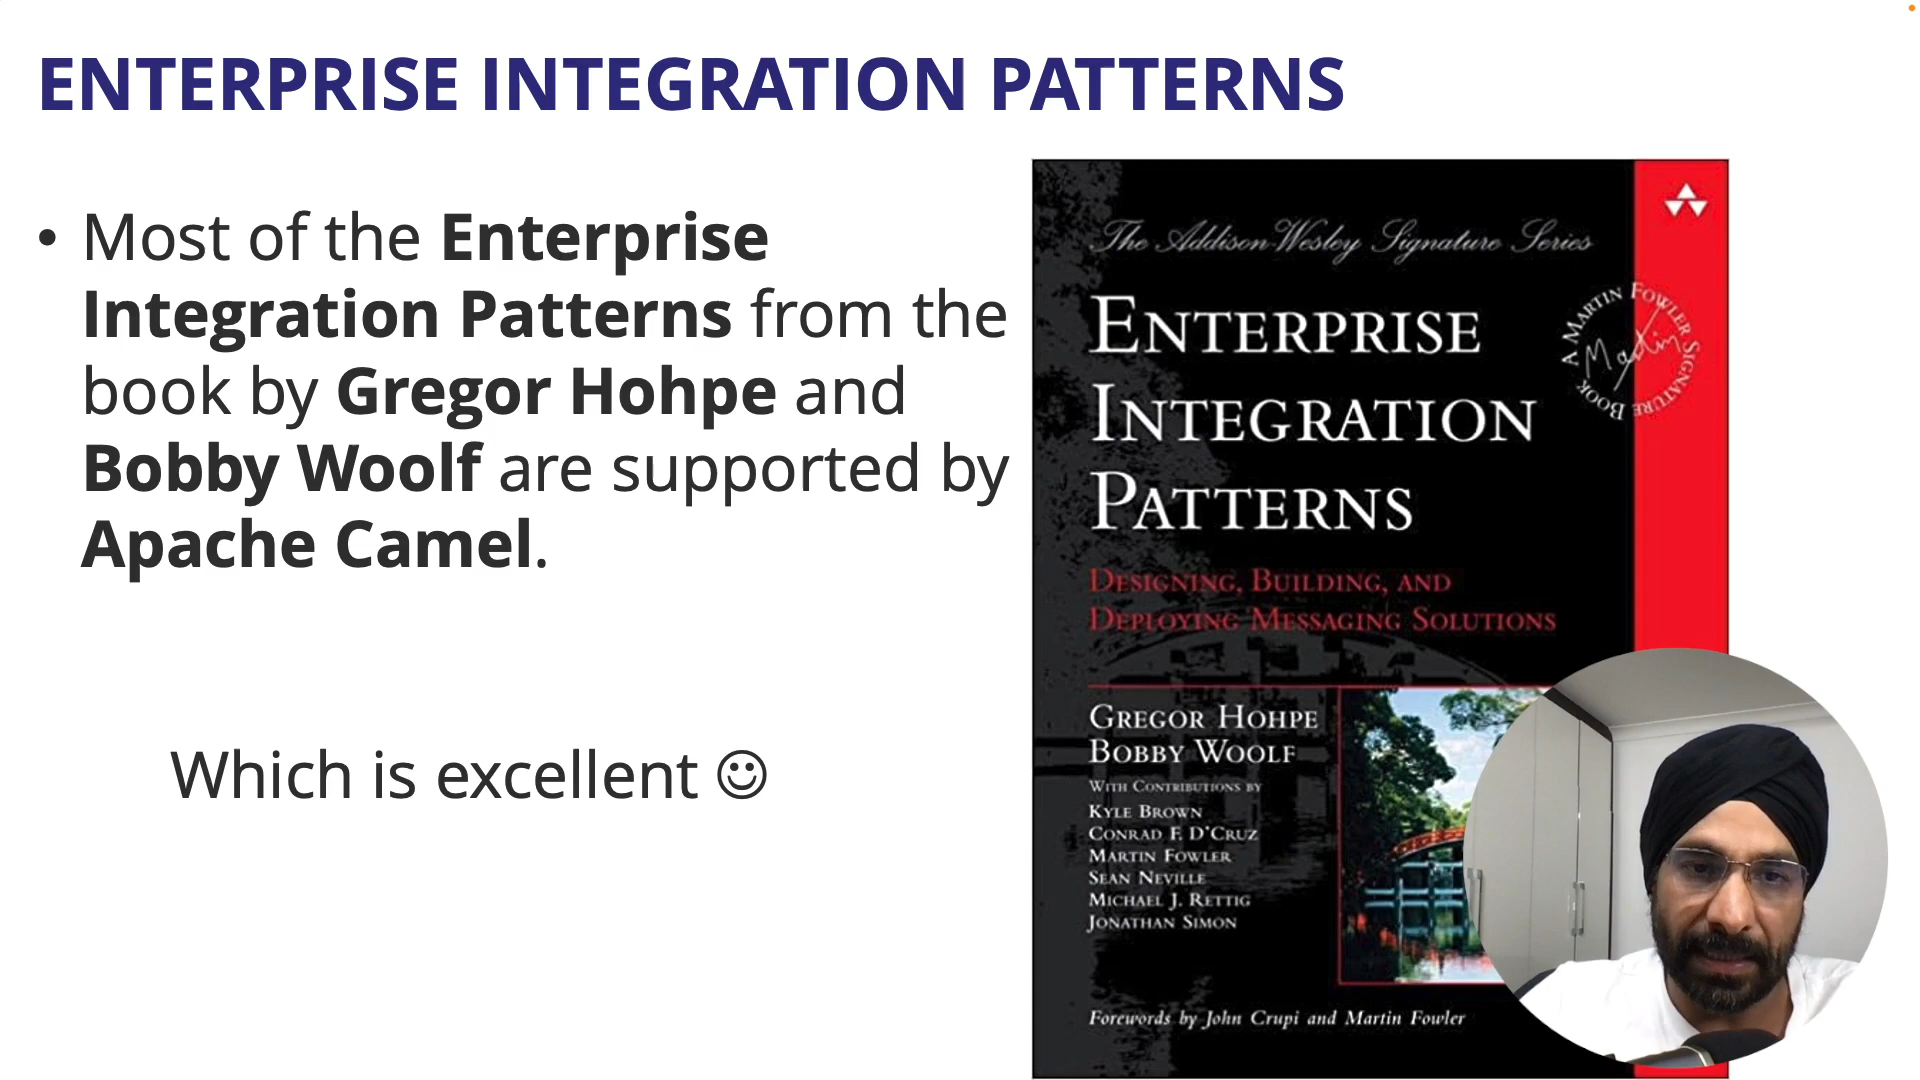 ENTERPRISE INTEGRATION PATTERNS
• Most of the Enterprise
Integration Patterns from the
book by Gregor Hohpe and
Bobby Woolf are supported by
Apache Camel.
Which is excellent ☺
The Addison-Wesley Signature Series
ENTERPRISE
INTEGRATION
PATTERNS
A MARTIN FOWLER SIGNATURE BOOK
Martin
DESIGNING, BUILDING, AND
DEPLOYING MESSAGING SOLUTIONS
GREGOR HOHPE
BOBBY WOOLF
WITH CONTRIBUTIONS BY
KYLE BROWN
CONRAD F. D'CRUZ
MARTIN FOWLER
SEAN NEVILLE
MICHAEL J. RETTIG
JONATHAN SIMON
Forewords by John Crupi and Martin Fowler